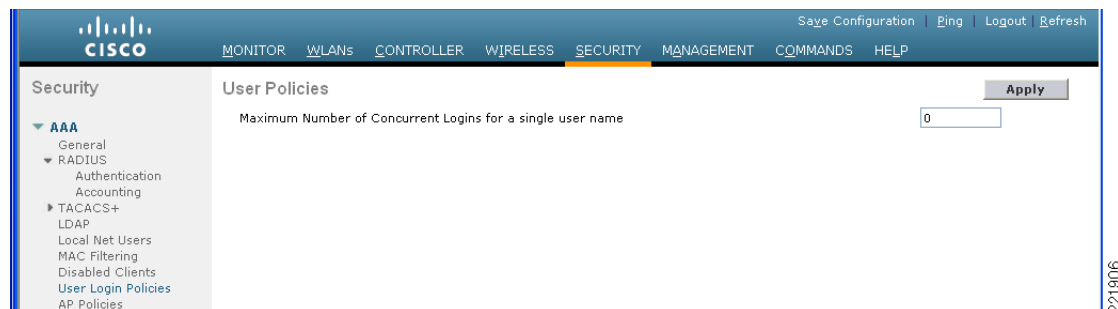 Save Configuration | Ping | Logout | Refresh
CISCO
MONITOR WLANs CONTROLLER WIRELESS SECURITY MANAGEMENT COMMANDS HELP
Security
AAA
General
RADIUS
Authentication
Accounting
TACACS+
LDAP
Local Net Users
MAC Filtering
Disabled Clients
User Login Policies
AP Policies
User Policies
Apply
Maximum Number of Concurrent Logins for a single user name 0
221906